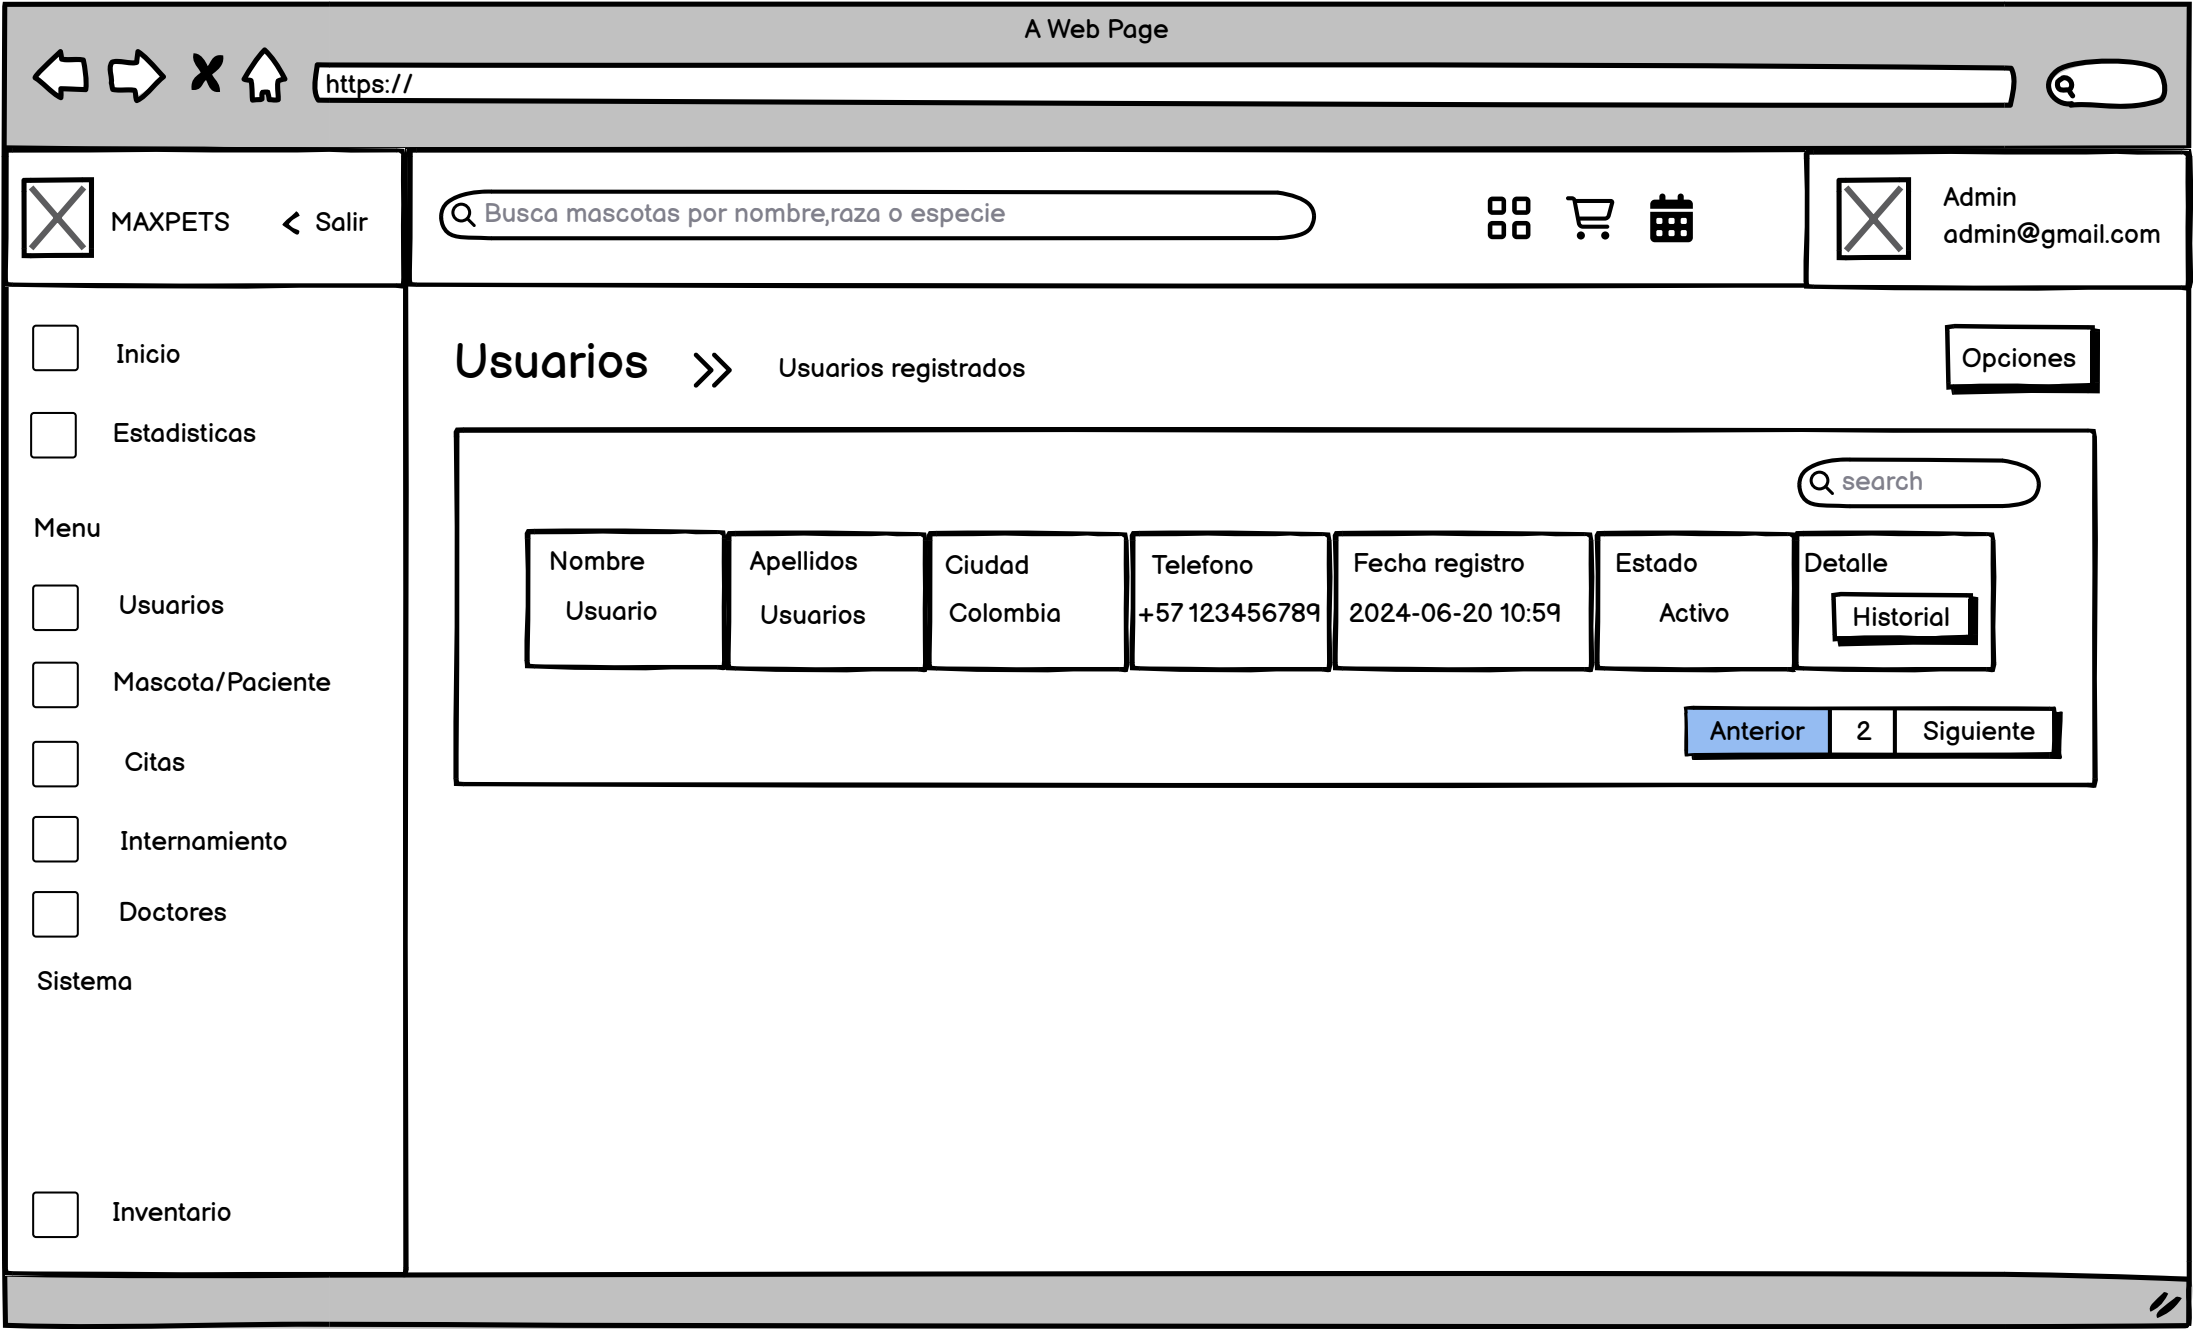 A Web Page
https://
MAXPETS
Salir
Busca mascotas por nombre,raza o especie
Admin
admin@gmail.com
Inicio
Estadisticas
Menu
Usuarios
Mascota/Paciente
Citas
Internamiento
Doctores
Sistema
Inventario
Usuarios
Usuarios registrados
Opciones
search
Nombre Apellidos Ciudad Telefono Fecha registro Estado Detalle
Usuario Usuarios Colombia +57 123456789 2024-06-20 10:59 Activo Historial
Anterior 2 Siguiente